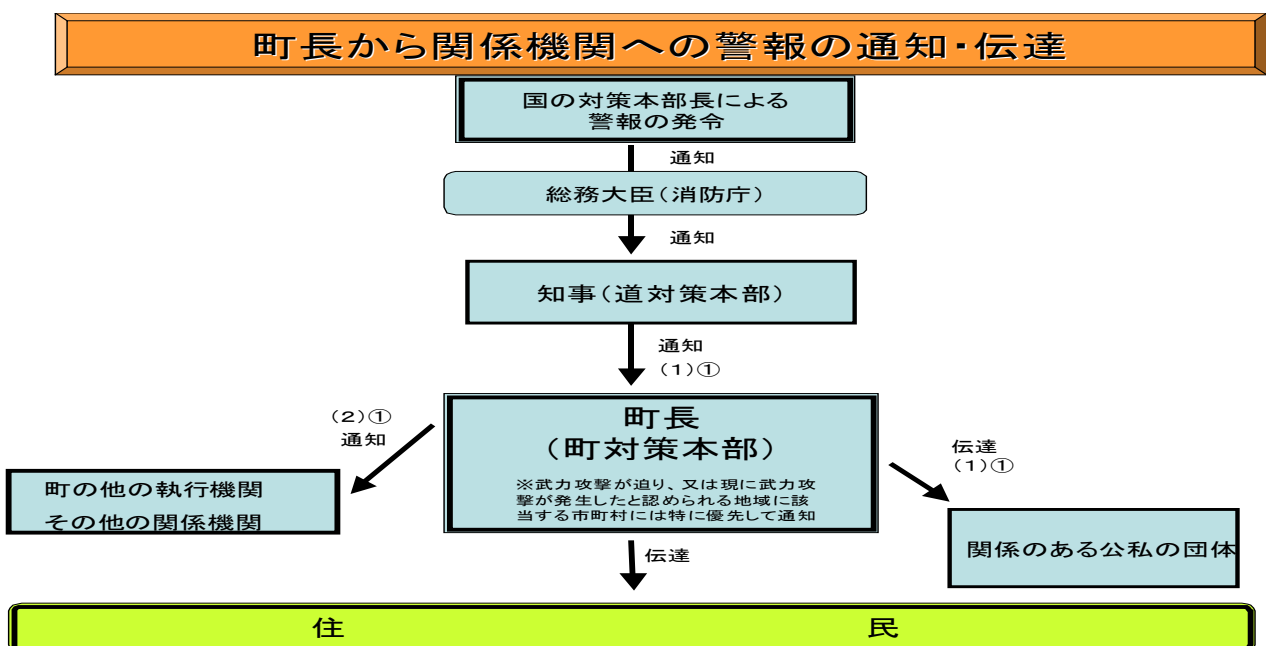 町長から関係機関への警報の通知・伝達
国の対策本部長による
警報の発令
通知
総務大臣（消防庁）
通知
知事（道対策本部）
通知
（1）①
（2）①
通知
町長
（町対策本部）
※武力攻撃が迫り、又は現に武力攻
撃が発生したと認められる地域に該
当する市町村には特に優先して通知
伝達
（1）①
町の他の執行機関
その他の関係機関
関係のある公私の団体
伝達
住民